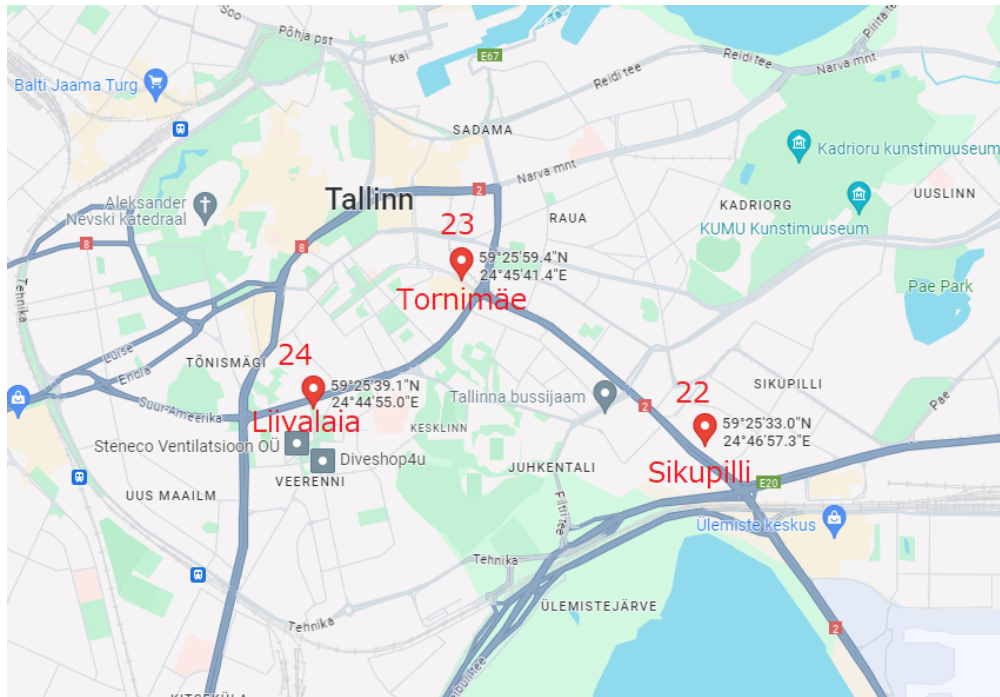 Soo
Põhja pst
Kai
E67
Reidi tee
Reidi tee
Narva mnt
Pirita te
Balti Jaama Turg
SADAMA
Kadrioru kunstimuuseum
Narva mnt
UUSLINN
KADRIORG
KUMU Kunstimuuseum
Aleksander
Nevski katedraal
Tallinn
2
RAUA
8
8
23
59°25'59.4"N
24°45'41.4"E
Tornimäe
Pae Park
Tehnika
Luise
Endla
TÕNISMÄGI
24
59°25'39.1"N
24°44'55.0"E
Liivalaia
Suur-Ameerika
Tallinna bussijaam
SIKUPILLI
Pae
2
22
59°25'33.0"N
24°46'57.3"E
Sikupilli
KESKLINN
Steneco Ventilatsioon OÜ
Diveshop4u
VEERENNI
JUHKENTALI
UUS MAAILM
E20
Filtri tee
Ülemiste keskus
Tehnika
ÜLEMISTEJÄRVE
Tehnika
2
KITSEKÜLA